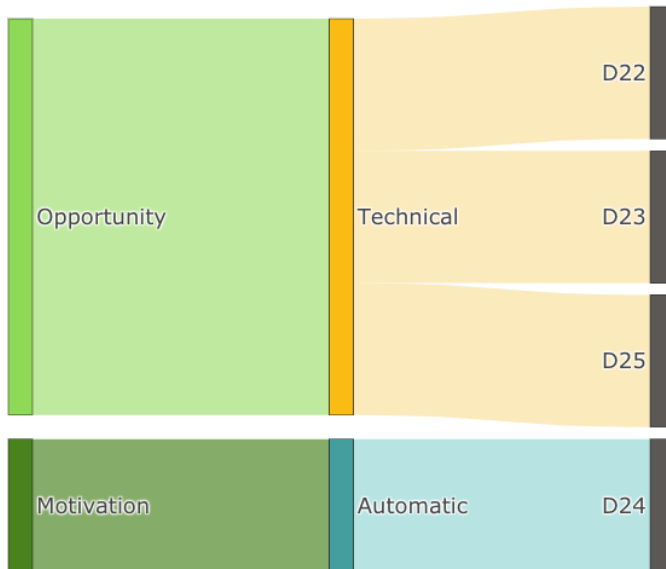 D22
Opportunity
Technical
D23
D25
Motivation
Automatic
D24